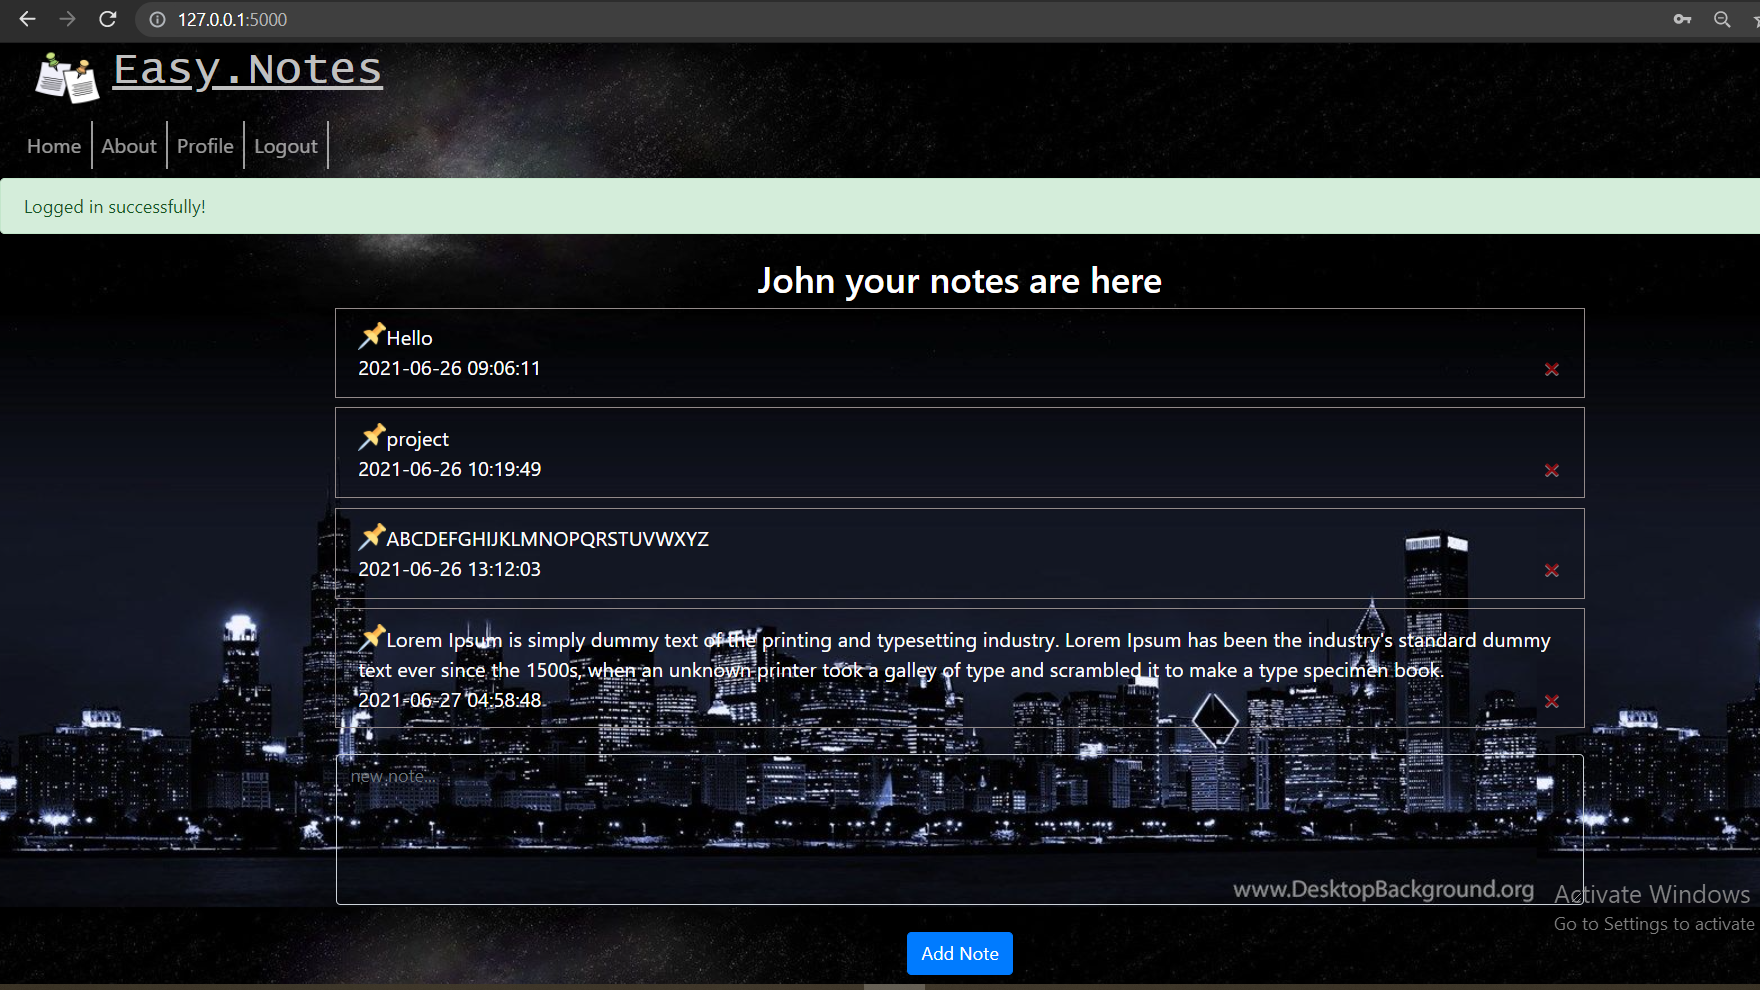 127.0.0.1:5000
Easy.Notes
Home About Profile Logout
Logged in successfully!
John your notes are here
Hello
2021-06-26 09:06:11
project
2021-06-26 10:19:49
ABCDEFGHIJKLMNOPQRSTUVWXYZ
2021-06-26 13:12:03
Lorem Ipsum is simply dummy text of the printing and typesetting industry. Lorem Ipsum has been the industry's standard dummy
text ever since the 1500s, when an unknown printer took a galley of type and scrambled it to make a type specimen book.
2021-06-27 04:58:48
new note...
www.DesktopBackground.org
Activate Windows
Go to Settings to activate
Add Note